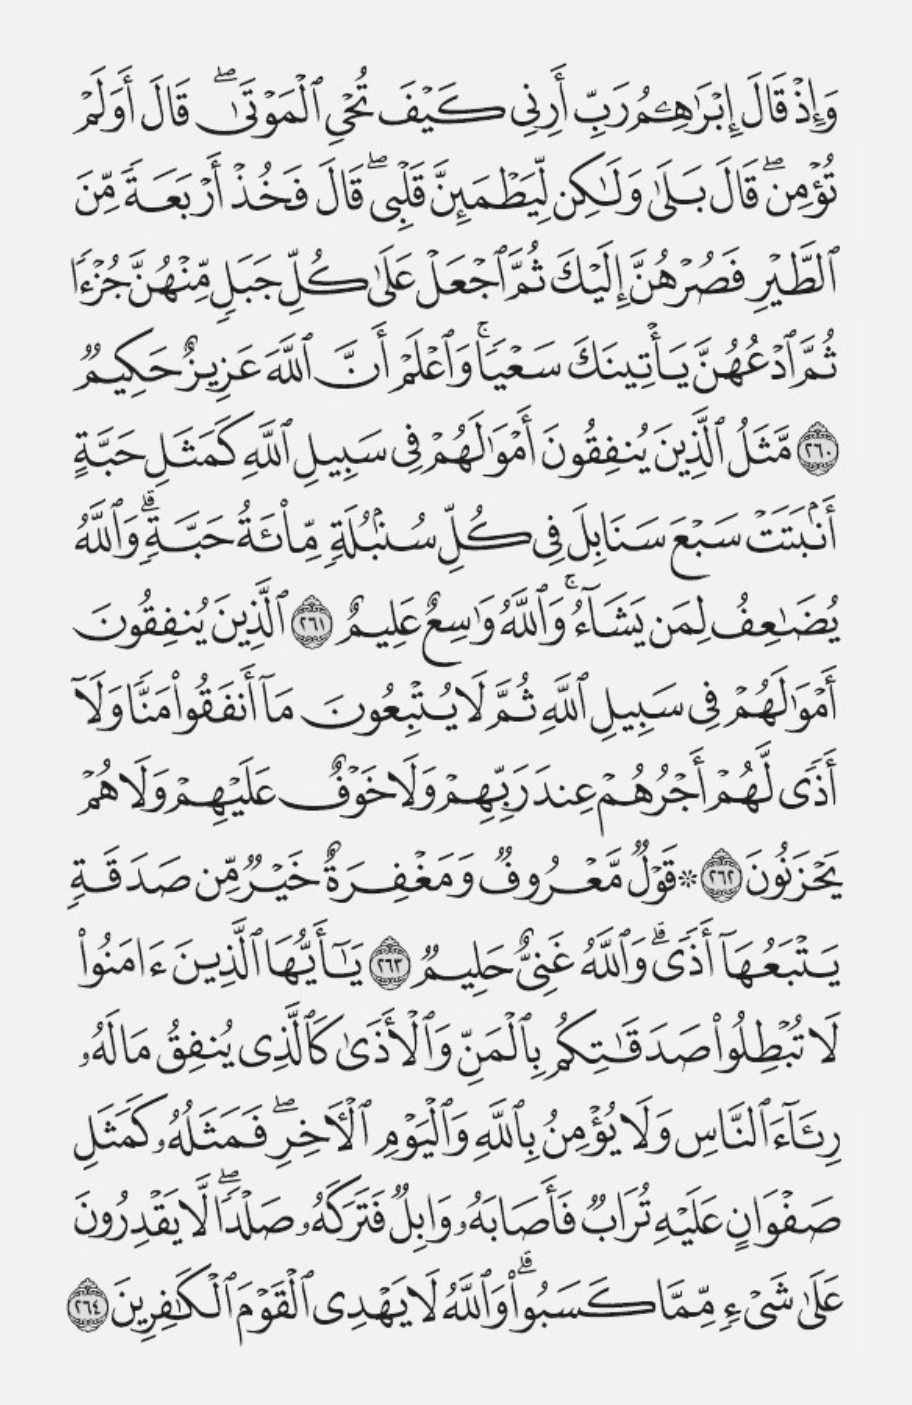 وَإِذْ قَالَ إِبْرَٰهِـۧمُ رَبِّ أَرِنِى كَيْفَ تُحْىِ ٱلْمَوْتَىٰ ۖ قَالَ أَوَلَمْ
تُؤْمِن ۖ قَالَ بَلَىٰ وَلَـٰكِن لِّيَطْمَئِنَّ قَلْبِى ۖ قَالَ فَخُذْ أَرْبَعَةً مِّنَ
ٱلطَّيْرِ فَصُرْهُنَّ إِلَيْكَ ثُمَّ ٱجْعَلْ عَلَىٰ كُلِّ جَبَلٍ مِّنْهُنَّ جُزْءًا
ثُمَّ ٱدْعُهُنَّ يَأْتِينَكَ سَعْيًا ۚ وَٱعْلَمْ أَنَّ ٱللَّهَ عَزِيزٌ حَكِيمٌ
٢٦٠ مَّثَلُ ٱلَّذِينَ يُنفِقُونَ أَمْوَٰلَهُمْ فِى سَبِيلِ ٱللَّهِ كَمَثَلِ حَبَّةٍ
أَنۢبَتَتْ سَبْعَ سَنَابِلَ فِى كُلِّ سُنۢبُلَةٍ مِّا۟ئَةُ حَبَّةٍ ۗ وَٱللَّهُ
يُضَـٰعِفُ لِمَن يَشَآءُ ۚ وَٱللَّهُ وَٰسِعٌ عَلِيمٌ ٢٦١ ٱلَّذِينَ يُنفِقُونَ
أَمْوَٰلَهُمْ فِى سَبِيلِ ٱللَّهِ ثُمَّ لَا يُتْبِعُونَ مَآ أَنفَقُوا۟ مَنًّا وَلَآ
أَذًى لَّهُمْ أَجْرُهُمْ عِندَ رَبِّهِمْ وَلَا خَوْفٌ عَلَيْهِمْ وَلَا هُمْ
يَحْزَنُونَ ٢٦٢ ۞ قَوْلٌ مَّعْرُوفٌ وَمَغْفِرَةٌ خَيْرٌ مِّن صَدَقَةٍ
يَتْبَعُهَآ أَذًى ۗ وَٱللَّهُ غَنِىٌّ حَلِيمٌ ٢٦٣ يَـٰٓأَيُّهَا ٱلَّذِينَ ءَامَنُوا۟
لَا تُبْطِلُوا۟ صَدَقَـٰتِكُم بِٱلْمَنِّ وَٱلْأَذَىٰ كَٱلَّذِى يُنفِقُ مَالَهُۥ
رِئَآءَ ٱلنَّاسِ وَلَا يُؤْمِنُ بِٱللَّهِ وَٱلْيَوْمِ ٱلْـَٔاخِرِ ۖ فَمَثَلُهُۥ كَمَثَلِ
صَفْوَانٍ عَلَيْهِ تُرَابٌ فَأَصَابَهُۥ وَابِلٌ فَتَرَكَهُۥ صَلْدًا ۖ لَّا يَقْدِرُونَ
عَلَىٰ شَىْءٍ مِّمَّا كَسَبُوا۟ ۗ وَٱللَّهُ لَا يَهْدِى ٱلْقَوْمَ ٱلْكَـٰفِرِينَ ٢٦٤